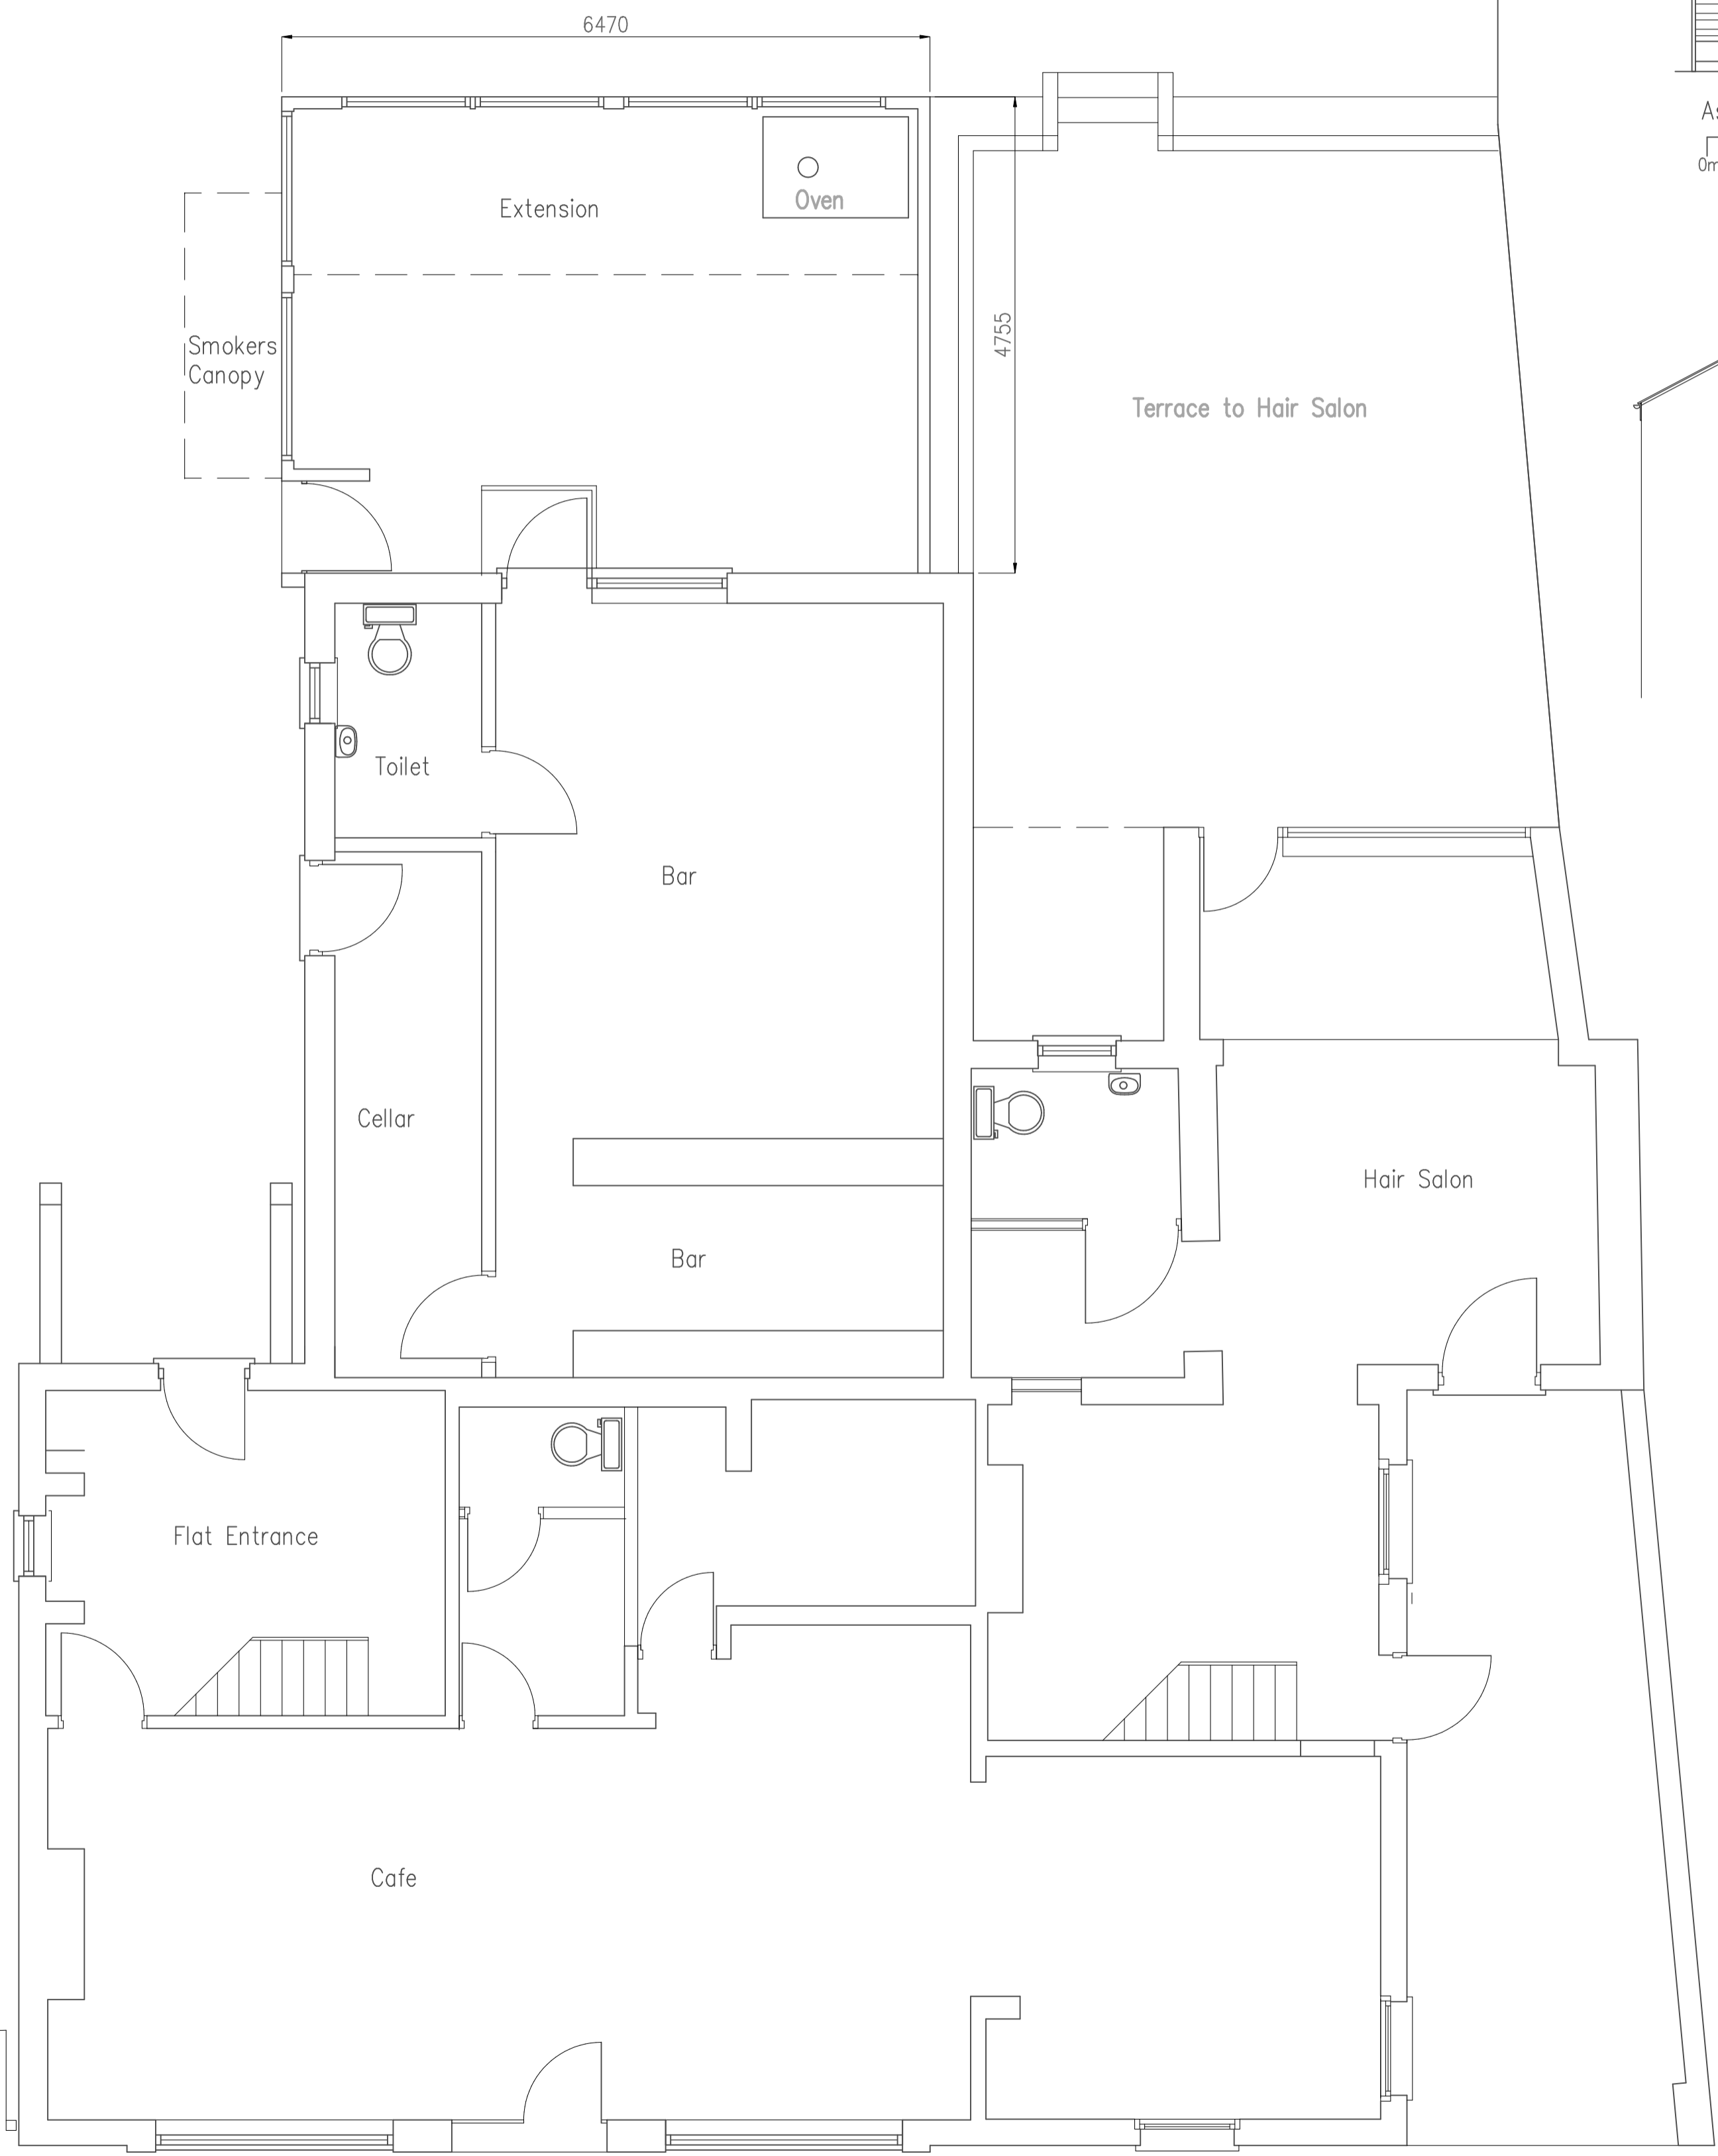 6470
Oven
Extension
Smokers
Canopy
4755
Terrace to Hair Salon
Toilet
Bar
Cellar
Hair Salon
Bar
Flat Entrance
Cafe